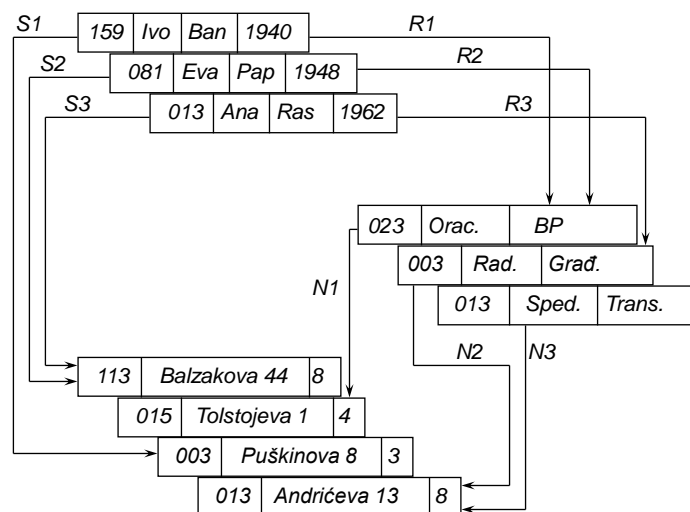 S1 159 Ivo Ban 1940 R1
S2 081 Eva Pap 1948 R2
S3 013 Ana Ras 1962 R3
023 Orac. BP
003 Rad. Građ.
N1 013 Sped. Trans.
N2 N3
113 Balzakova 44 8
015 Tolstojeva 1 4
003 Puškinova 8 3
013 Andrićeva 13 8